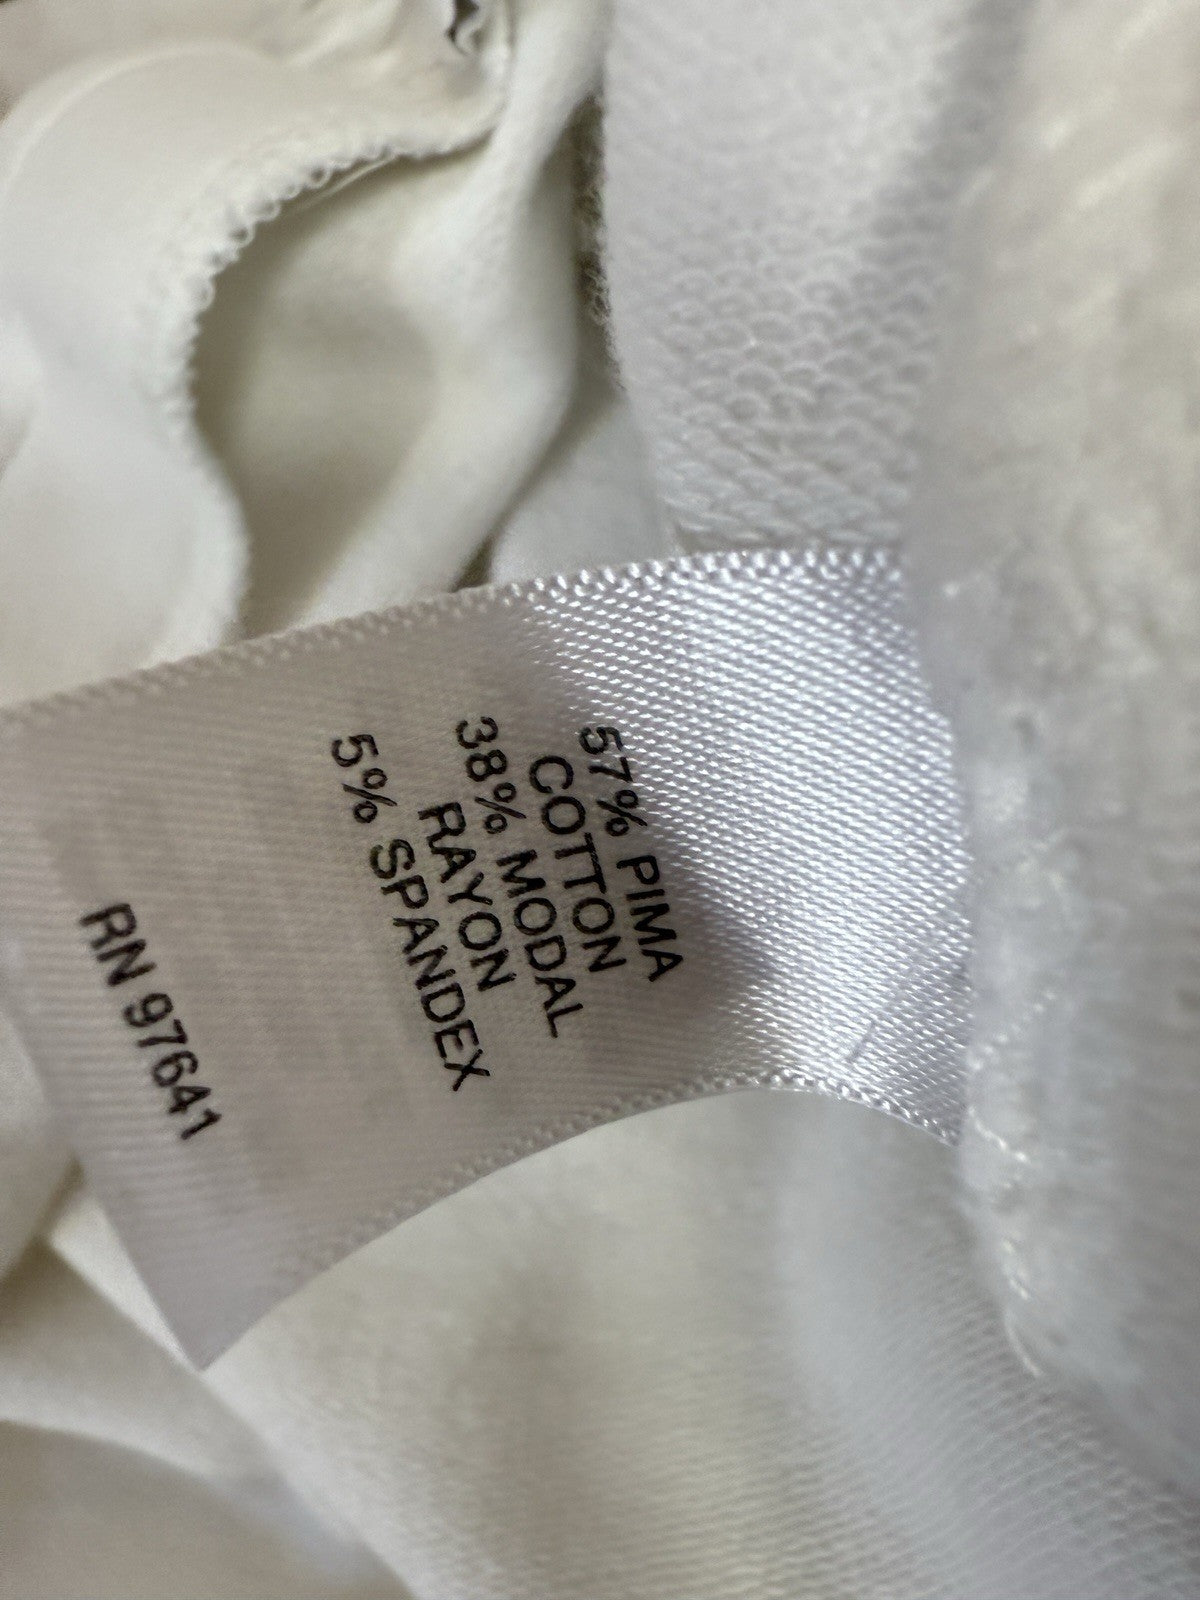 57% PIMA
COTTON
38% MODAL
RAYON
5% SPANDEX
RN 97641